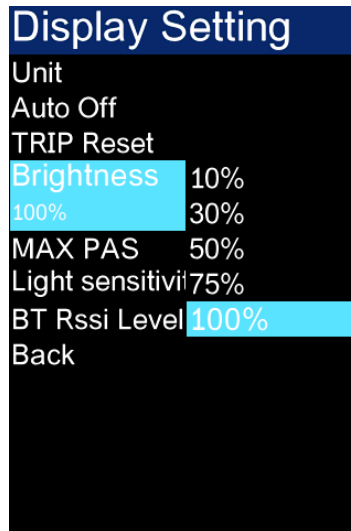 Display Setting
Unit
Auto Off
TRIP Reset
Brightness 10%
100% 30%
MAX PAS 50%
Light sensitivit 75%
BT Rssi Level 100%
Back